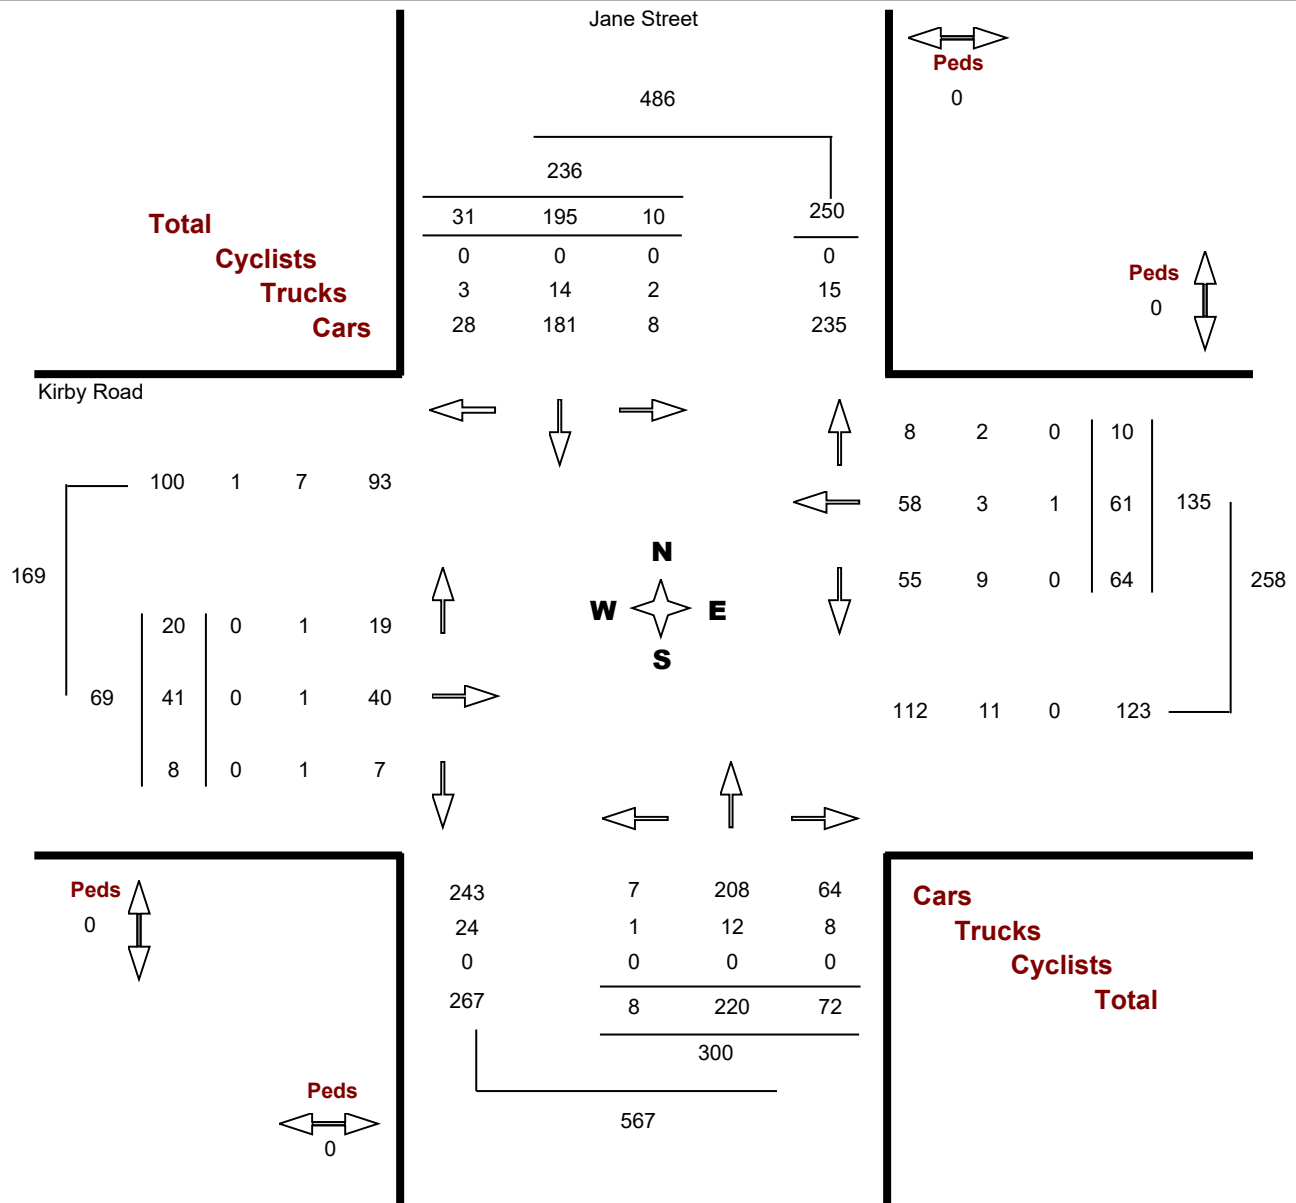 Jane Street
Peds
0
486
236
31 195 10 250
Total
0 0 0 0
Cyclists
3 14 2 15
Trucks
28 181 8 235
Cars
Peds
0
Kirby Road
8 2 0 10
100 1 7 93
58 3 1 61 135
N
169
55 9 0 64 258
W E
S
20 0 1 19
69 41 0 1 40
112 11 0 123
8 0 1 7
Peds
0
243 7 208 64
Cars
24 1 12 8
Trucks
0 0 0 0
Cyclists
267 8 220 72
Total
300
Peds
0
567